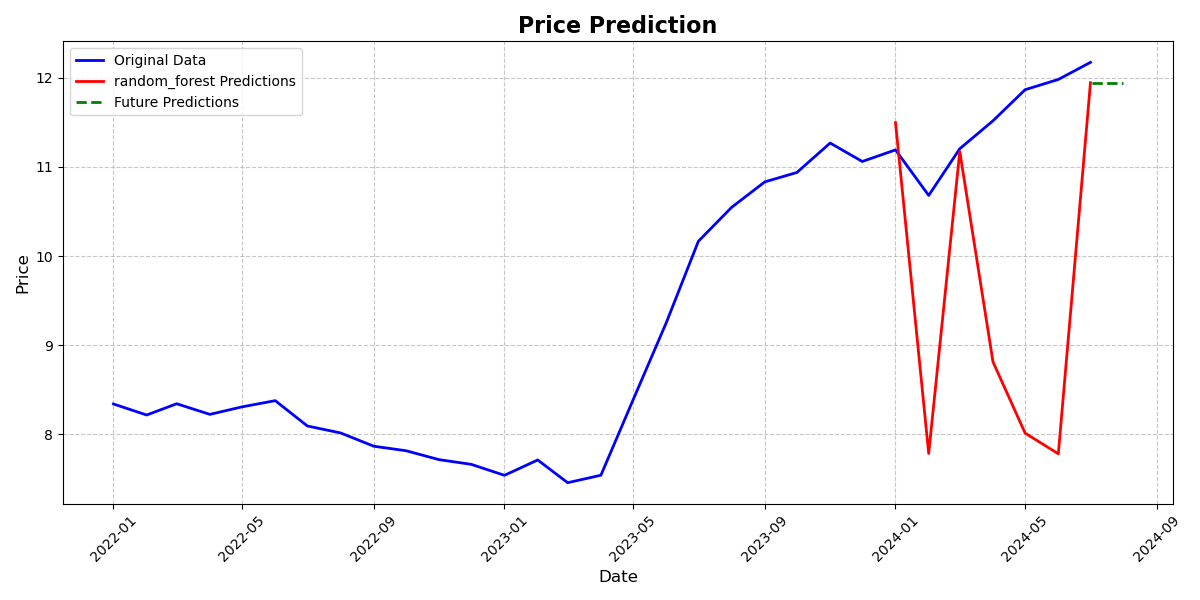 Price Prediction
Original Data
random_forest Predictions
Future Predictions
Price
12
11
10
9
8
2022-01
2022-05
2022-09
2023-01
2023-05
2023-09
2024-01
2024-05
2024-09
Date